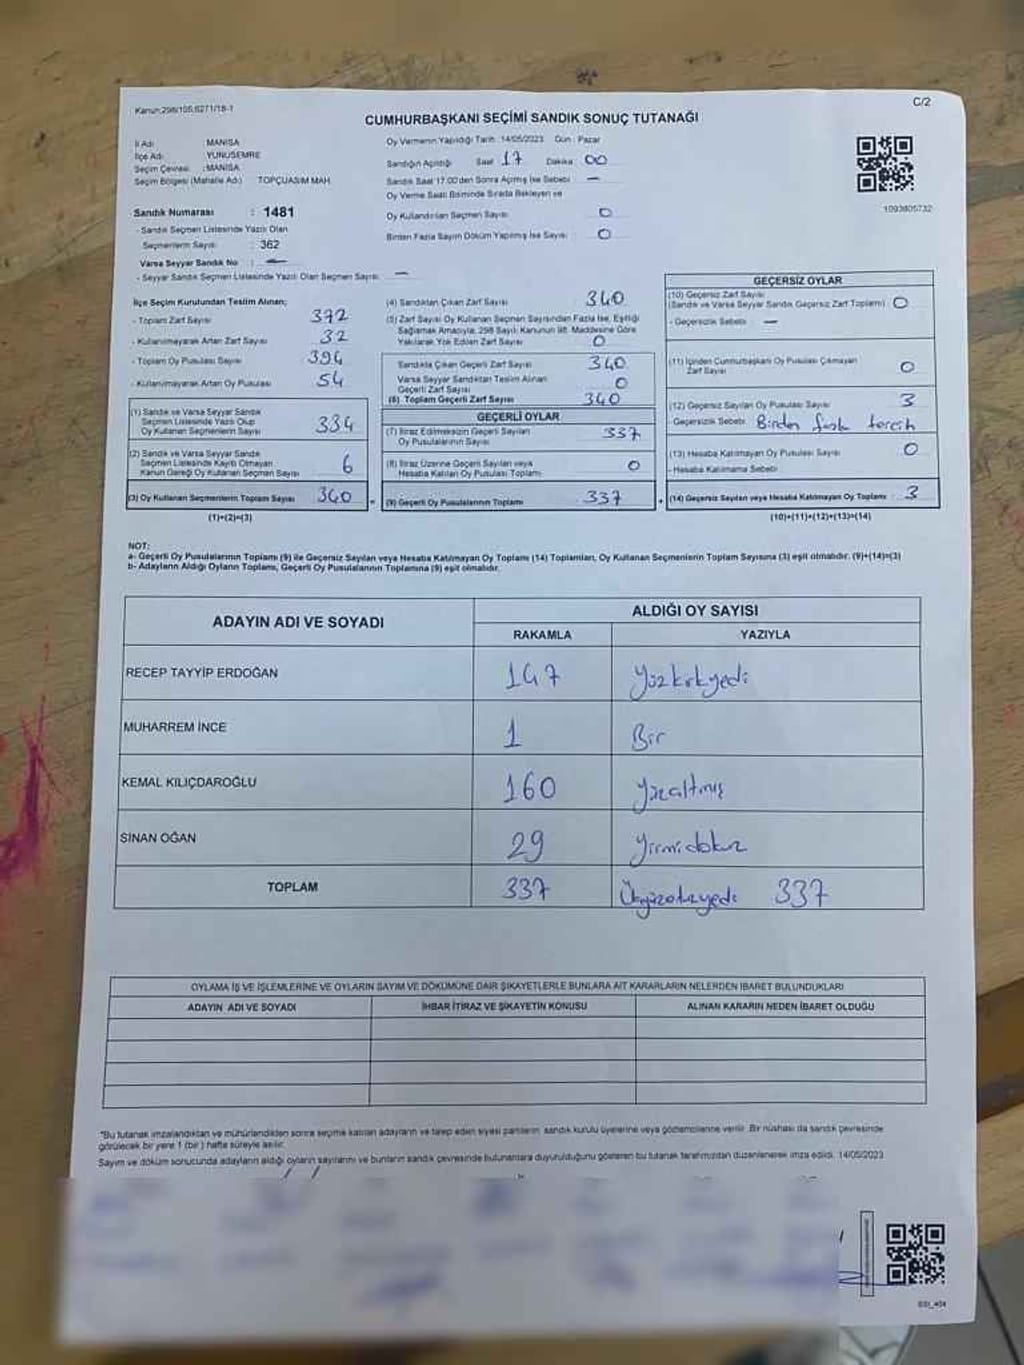 Kanun:298/105,6271/18-1
C/2
CUMHURBAŞKANI SEÇİMİ SANDIK SONUÇ TUTANAĞI
İl Adı : MANİSA
İlçe Adı : YUNUSEMRE
Seçim Çevresi : MANİSA
Seçim Bölgesi (Mahalle Adı) TOPÇUASIM MAH.
Sandık Numarası : 1481
- Sandık Seçmen Listesinde Yazılı Olan
Seçmenlerin Sayısı : 362
Varsa Seyyar Sandık No : —
- Seyyar Sandık Seçmen Listesinde Yazılı Olan Seçmen Sayısı : —
Oy Vermenin Yapıldığı Tarih : 14/05/2023 Gün : Pazar
Sandığın Açıldığı Saat 17 Dakika 00
Sandık Saat 17.00'den Sonra Açılmış İse Sebebi —
Oy Verme Saati Bitiminde Sırada Bekleyen ve
Oy Kullandırılan Seçmen Sayısı 0
Birden Fazla Sayım Döküm Yapılmış İse Sayısı : 0
1093805732
İlçe Seçim Kurulundan Teslim Alınan;
- Toplam Zarf Sayısı 372
- Kullanılmayarak Artan Zarf Sayısı 32
- Toplam Oy Pusulası Sayısı 394
- Kullanılmayarak Artan Oy Pusulası 54
(1) Sandık ve Varsa Seyyar Sandık
Seçmen Listesinde Yazılı Olup
Oy Kullanan Seçmenlerin Sayısı 334
(2) Sandık ve Varsa Seyyar Sandık
Seçmen Listesinde Kayıtlı Olmayan
Kanun Gereği Oy Kullanan Seçmen Sayısı 6
(3) Oy Kullanan Seçmenlerin Toplam Sayısı 340
(1)+(2)=(3)
(4) Sandıktan Çıkan Zarf Sayısı 340
(5) Zarf Sayısı Oy Kullanan Seçmen Sayısından Fazla İse, Eşitliği
Sağlamak Amacıyla, 298 Sayılı Kanunun 98. Maddesine Göre
Yakılarak Yok Edilen Zarf Sayısı 0
Sandıkta Çıkan Geçerli Zarf Sayısı 340
Varsa Seyyar Sandıktan Teslim Alınan
Geçerli Zarf Sayısı 0
(6) Toplam Geçerli Zarf Sayısı 340
GEÇERLİ OYLAR
(7) İtiraz Edilmeksizin Geçerli Sayılan
Oy Pusulalarının Sayısı 337
(8) İtiraz Üzerine Geçerli Sayılan veya
Hesaba Katılan Oy Pusulası Toplamı 0
(9) Geçerli Oy Pusulalarının Toplamı 337
GEÇERSİZ OYLAR
(10) Geçersiz Zarf Sayısı
(Sandık ve Varsa Seyyar Sandık Geçersiz Zarf Toplamı) 0
- Geçersizlik Sebebi : —
(11) İçinden Cumhurbaşkanı Oy Pusulası Çıkmayan
Zarf Sayısı 0
(12) Geçersiz Sayılan Oy Pusulası Sayısı 3
Geçersizlik Sebebi : Birden fazla tercih
(13) Hesaba Katılmayan Oy Pusulası Sayısı 0
- Hesaba Katılmama Sebebi
(14) Geçersiz Sayılan veya Hesaba Katılmayan Oy Toplamı : 3
(10)+(11)+(12)+(13)=(14)
NOT:
a- Geçerli Oy Pusulalarının Toplamı (9) ile Geçersiz Sayılan veya Hesaba Katılmayan Oy Toplamı (14) Toplamları, Oy Kullanan Seçmenlerin Toplam Sayısına (3) eşit olmalıdır. (9)+(14)=(3)
b- Adayların Aldığı Oyların Toplamı, Geçerli Oy Pusulalarının Toplamına (9) eşit olmalıdır.
ADAYIN ADI VE SOYADI
ALDIĞI OY SAYISI
RAKAMLA YAZIYLA
RECEP TAYYİP ERDOĞAN 147 Yüzkırkyedi
MUHARREM İNCE 1 Bir
KEMAL KILIÇDAROĞLU 160 Yüzaltmış
SİNAN OĞAN 29 Yirmidokuz
TOPLAM 337 Üçyüzotuzyedi 337
OYLAMA İŞ VE İŞLEMLERİNE VE OYLARIN SAYIM VE DÖKÜMÜNE DAİR ŞİKAYETLERLE BUNLARA AİT KARARLARIN NELERDEN İBARET BULUNDUKLARI
ADAYIN ADI VE SOYADI İHBAR İTİRAZ VE ŞİKAYETİN KONUSU ALINAN KARARIN NEDEN İBARET OLDUĞU
"Bu tutanak imzalandıktan ve mühürlendikten sonra seçime katılan adayların ve talep eden siyasi partilerin, sandık kurulu üyelerine veya gözlemcilerine verilir. Bir nüshası da sandık çevresinde
görülecek bir yere 1 (bir) hafta süreyle asılır.
Sayım ve döküm sonucunda adayların aldığı oyların sayılarını ve bunların sandık çevresinde bulunanlara duyurulduğunu gösteren bu tutanak tarafımızdan düzenlenerek imza edildi. 14/05/2023